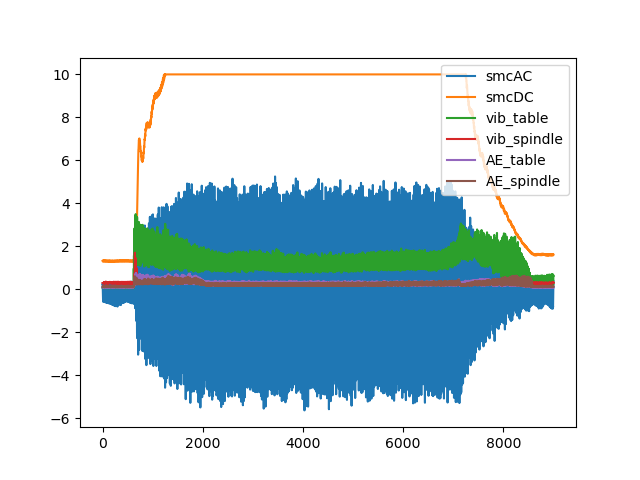 10
8
6
4
2
0
−2
−4
−6
0
2000
4000
6000
8000
smcAC
smcDC
vib_table
vib_spindle
AE_table
AE_spindle